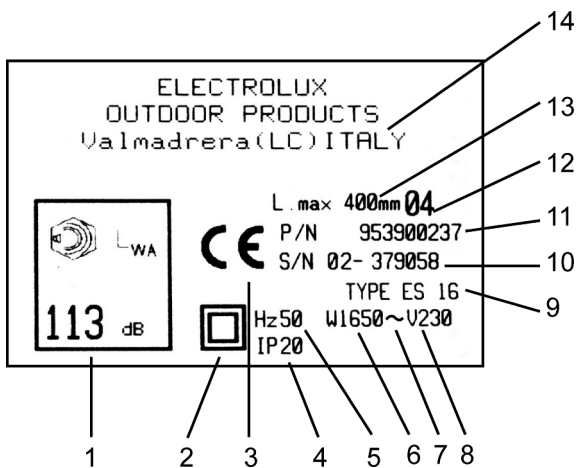 14
ELECTROLUX
OUTDOOR PRODUCTS
Valmadrera(LC)ITALY
13
12
L.max 400mm 04
11
P/N 953900237
10
S/N 02-379058
9
TYPE ES 16
LWA
CE
113 dB
Hz50 W1650~V230
IP20
1 2 3 4 5 6 7 8